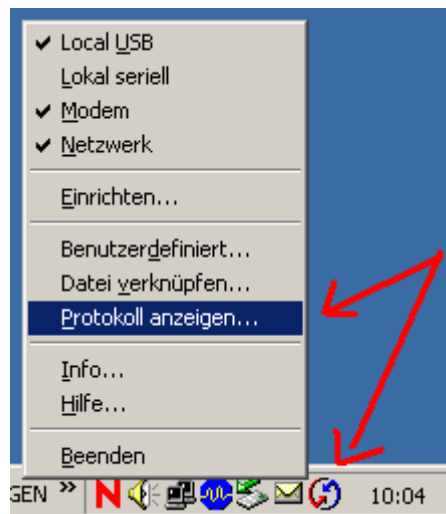 Local USB
Lokal seriell
Modem
Netzwerk
Einrichten...
Benutzerdefiniert...
Datei verknüpfen...
Protokoll anzeigen...
Info...
Hilfe...
Beenden
GEN » N 10:04